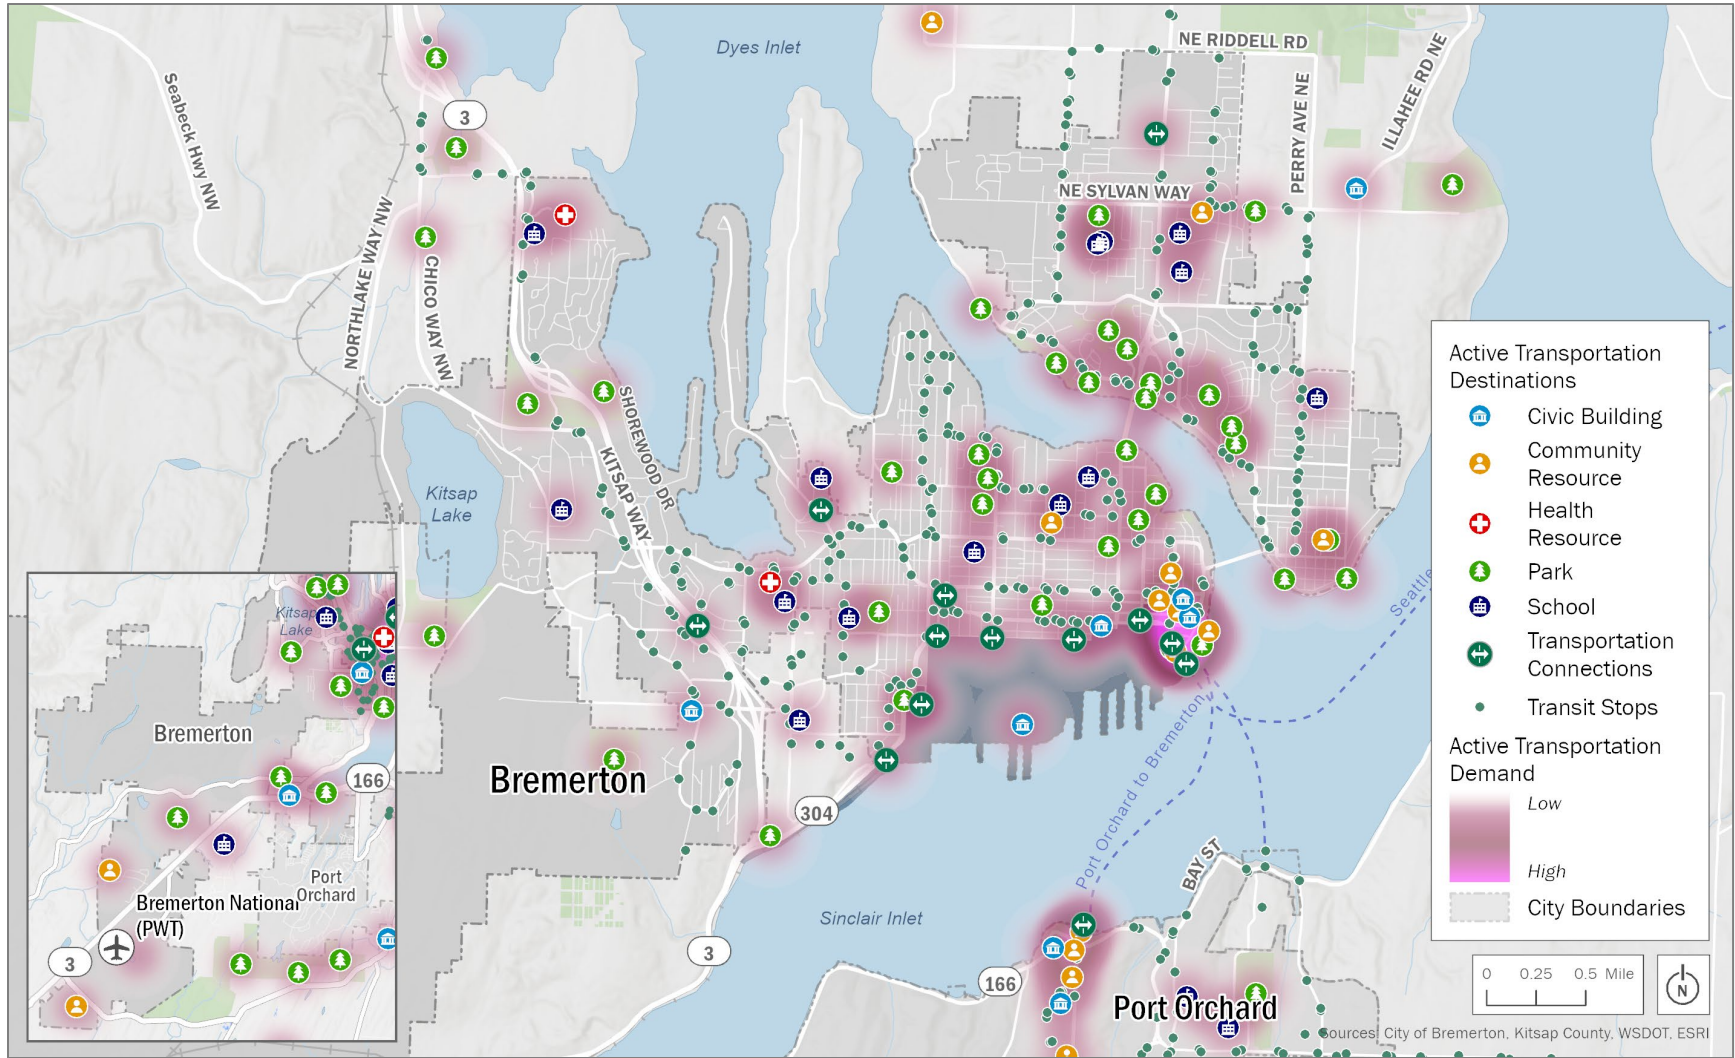 Dyes Inlet
NE RIDDELL RD
ILLAHEE RD NE
Seabeck Hwy NW
3
PERRY AVE NE
NE SYLVAN WAY
NORTHLAKE WAY NW
CHICO WAY NW
SHOREWOOD DR
KITSAP WAY
Kitsap
Lake
Seattle
Bremerton
304
Port Orchard to Bremerton
BAY ST
Sinclair Inlet
3
166
Port Orchard
Kitsap
Lake
Bremerton
166
Port
Orchard
Bremerton National
(PWT)
3
Active Transportation
Destinations
Civic Building
Community
Resource
Health
Resource
Park
School
Transportation
Connections
Transit Stops
Active Transportation
Demand
Low
High
City Boundaries
0 0.25 0.5 Mile
N
Sources: City of Bremerton, Kitsap County, WSDOT, ESRI